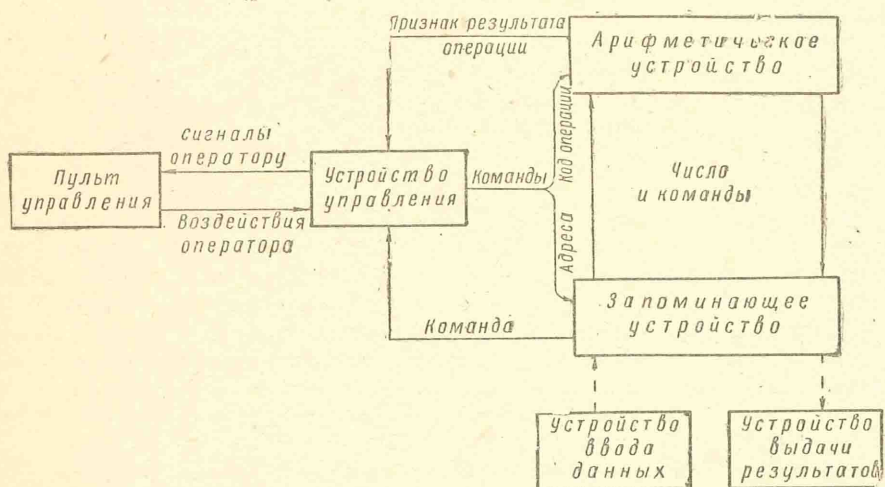 Признак результата
операции
Арифметическое
устройство
Сигналы
оператору
Пульт
управления
Воздействия
оператора
Устройство
управления
Команды
Код операции
Адреса
Число
и команды
Команда
Запоминающее
устройство
Устройство
ввода
данных
Устройство
выдачи
результатов